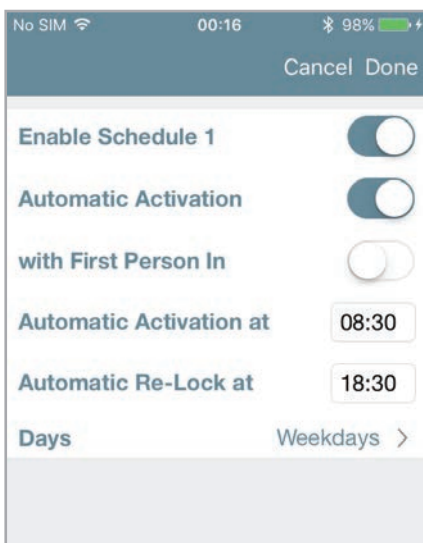 No SIM 00:16 98%
Cancel Done
Enable Schedule 1
Automatic Activation
with First Person In
Automatic Activation at 08:30
Automatic Re-Lock at 18:30
Days Weekdays >